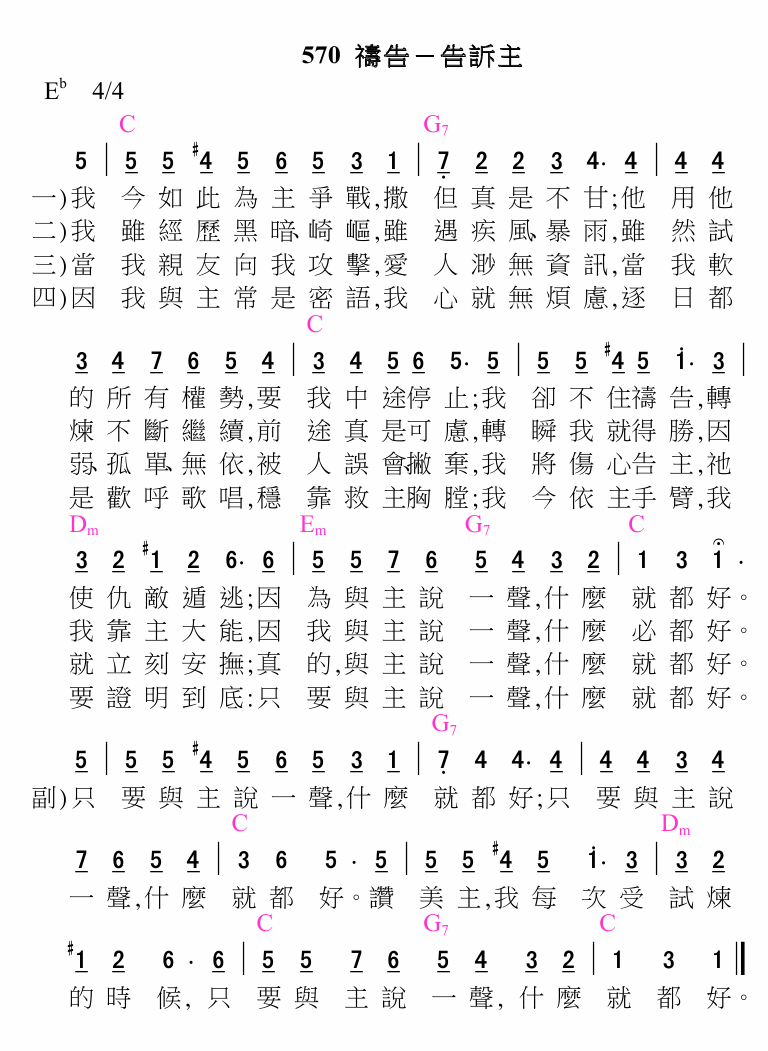 570 禱告－告訴主
E♭ 4/4
C G7
5 | 5 5 #4 5 6 5 3 1 | 7 2 2 3 4· 4 | 4 4
一)我 今如此為主爭戰,撒 但真是不甘;他 用他
二)我 雖經歷黑暗、崎嶇,雖 遇疾風、暴雨,雖 然試
三)當 我親友向我攻擊,愛 人渺無資訊,當 我軟
四)因 我與主常是密語,我 心就無煩慮,逐 日都
C
3 4 7 6 5 4 | 3 4 5 6 5· 5 | 5 5 #4 5 1· 3 |
的所有權勢,要 我中途停止;我 卻不住禱告,轉
煉不斷繼續,前 途真是可慮,轉 瞬我就得勝,因
弱、孤單、無依,被 人誤會、撇棄,我 將傷心告主,祂
是歡呼歌唱,穩 靠救主胸膛;我 今依主手臂,我
Dm Em G7 C
3 2 #1 2 6· 6 | 5 5 7 6 5 4 3 2 | 1 3 1 ·
使仇敵遁逃;因 為與主說一聲,什麼 就都好。
我靠主大能,因 我與主說一聲,什麼 必都好。
就立刻安撫;真 的,與主說一聲,什麼 就都好。
要證明到底:只 要與主說一聲,什麼 就都好。
G7
5 | 5 5 #4 5 6 5 3 1 | 7 4 4· 4 | 4 4 3 4
副)只 要與主說一聲,什麼 就都好;只 要與主說
C Dm
7 6 5 4 | 3 6 5 · 5 | 5 5 #4 5 1· 3 | 3 2
一聲,什麼 就都好。讚 美主,我每次受 試煉
C G7 C
#1 2 6 · 6 | 5 5 7 6 5 4 3 2 | 1 3 1
的時候, 只 要與主說一聲, 什麼 就都好。